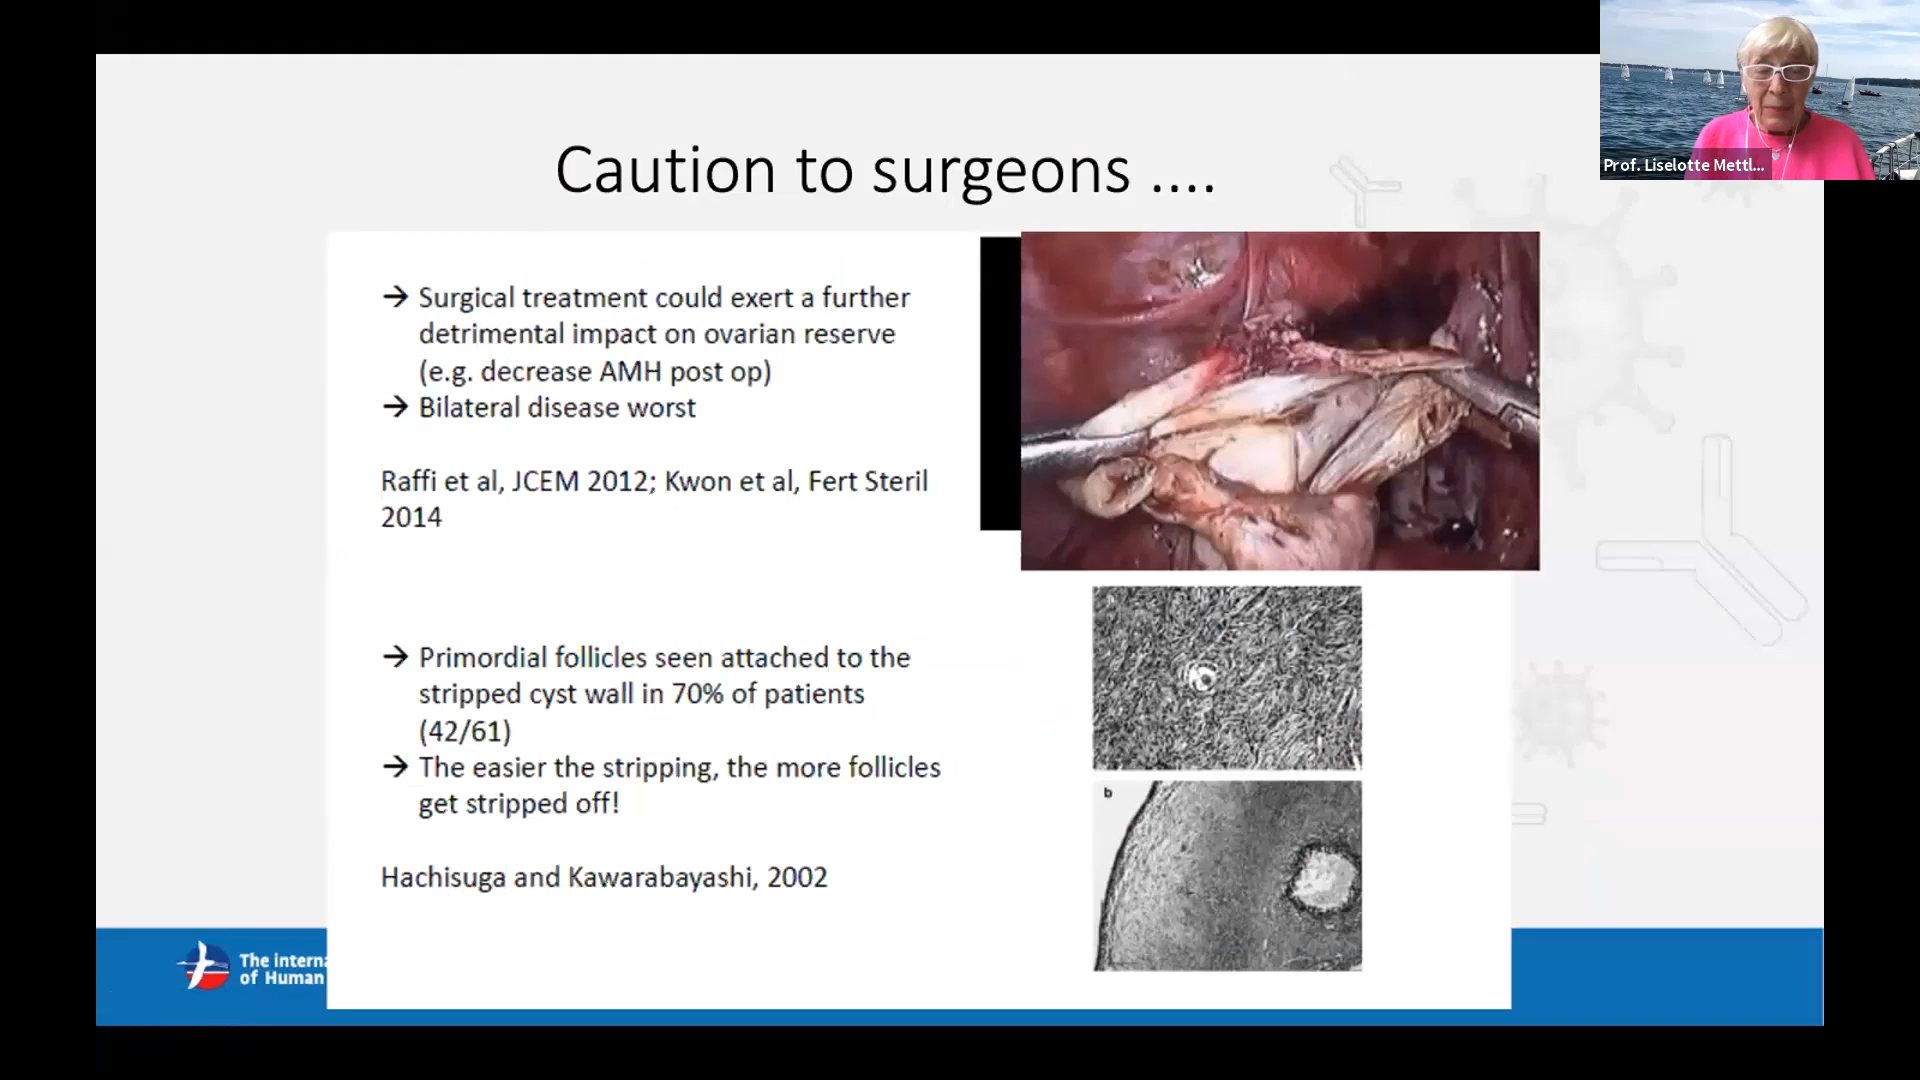 Prof. Liselotte Mettl...
Caution to surgeons ....
→ Surgical treatment could exert a further
detrimental impact on ovarian reserve
(e.g. decrease AMH post op)
→ Bilateral disease worst
Raffi et al, JCEM 2012; Kwon et al, Fert Steril
2014
→ Primordial follicles seen attached to the
stripped cyst wall in 70% of patients
(42/61)
→ The easier the stripping, the more follicles
get stripped off!
Hachisuga and Kawarabayashi, 2002
b
The interna
of Human